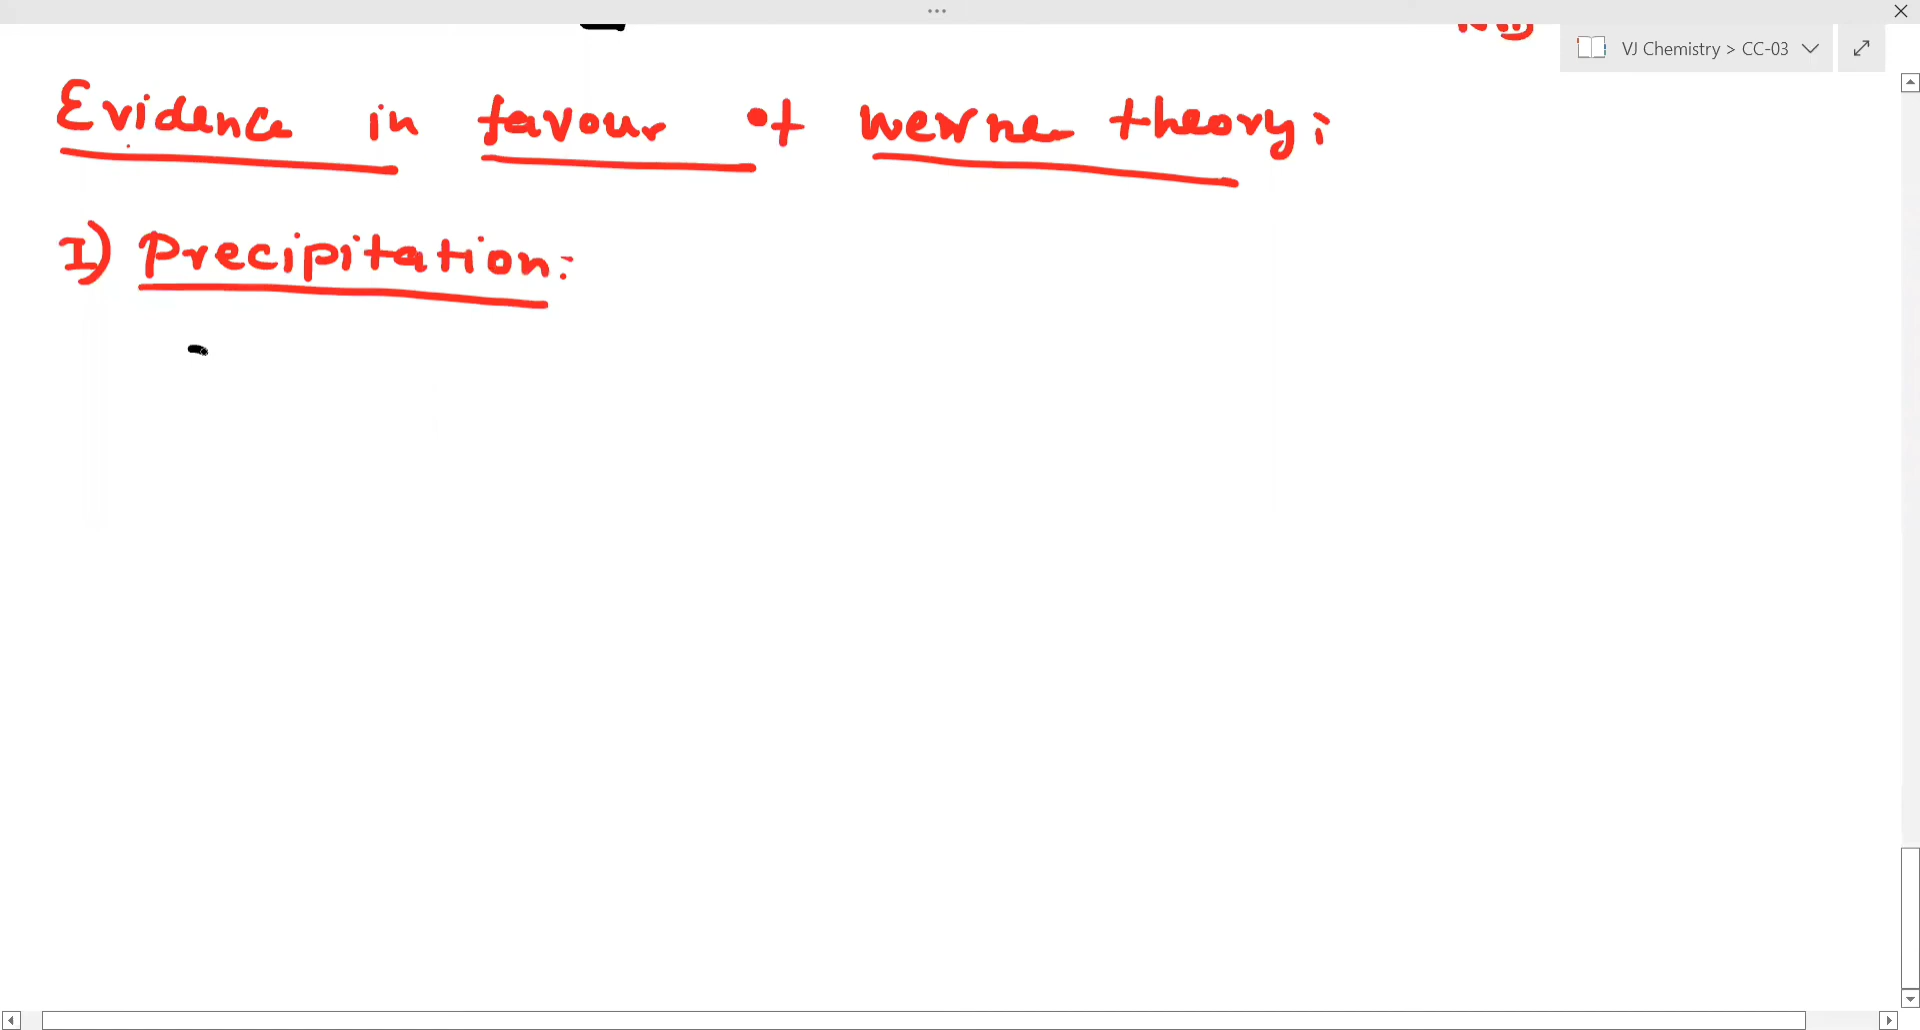 VJ Chemistry > CC-03
Evidence in favour of werner theory:
I) Precipitation: